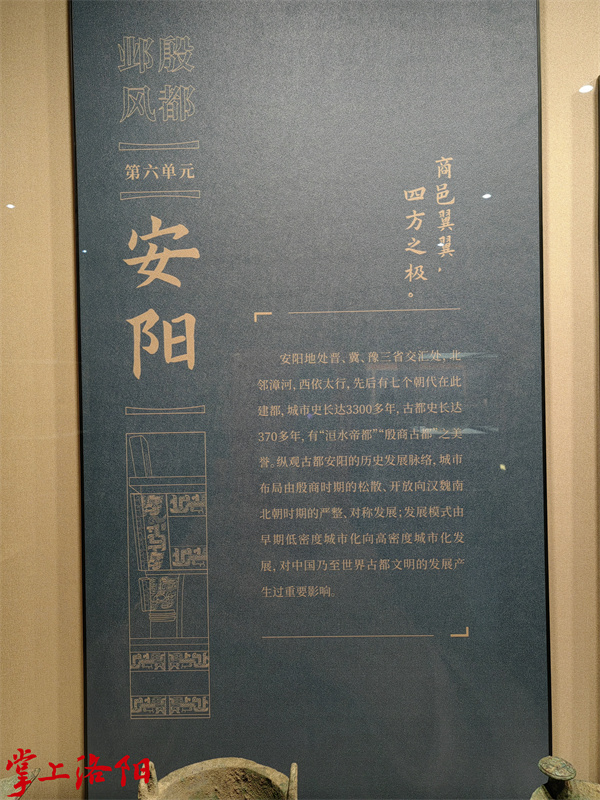 殷都
邺风
第六单元
安阳
商邑翼翼，
四方之极。
安阳地处晋、冀、豫三省交汇处，北
邻漳河，西依太行，先后有七个朝代在此
建都，城市史长达3300多年，古都史长达
370多年，有“洹水帝都”“殷商古都”之美
誉。纵观古都安阳的历史发展脉络，城市
布局由殷商时期的松散、开放向汉魏南
北朝时期的严整、对称发展；发展模式由
早期低密度城市化向高密度城市化发
展，对中国乃至世界古都文明的发展产
生过重要影响。
掌上洛阳